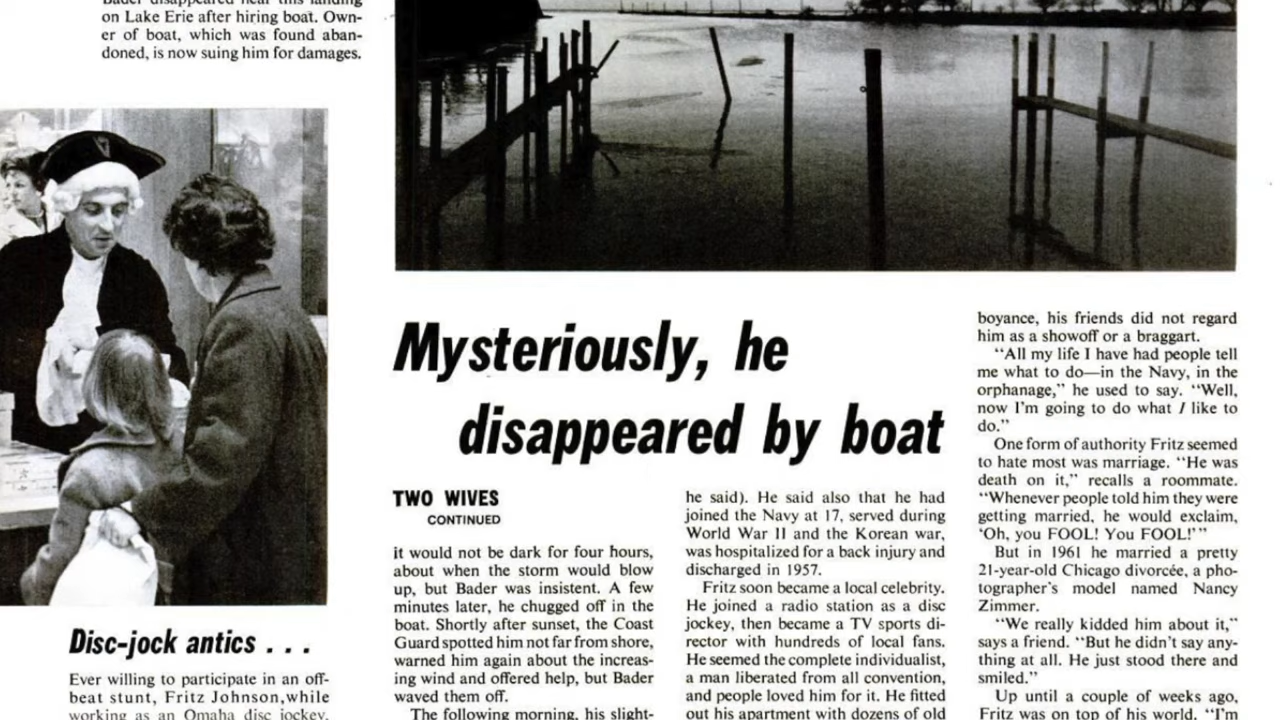 Bader disappeared near this landing
on Lake Erie after hiring boat. Own-
er of boat, which was found aban-
doned, is now suing him for damages.
Disc-jock antics . . .
Ever willing to participate in an off-
beat stunt, Fritz Johnson, while
working as an Omaha disc jockey,
Mysteriously, he
disappeared by boat
TWO WIVES
CONTINUED
it would not be dark for four hours,
about when the storm would blow
up, but Bader was insistent. A few
minutes later, he chugged off in the
boat. Shortly after sunset, the Coast
Guard spotted him not far from shore,
warned him again about the increas-
ing wind and offered help, but Bader
waved them off.
The following morning, his slight-
he said). He said also that he had
joined the Navy at 17, served during
World War II and the Korean war,
was hospitalized for a back injury and
discharged in 1957.
Fritz soon became a local celebrity.
He joined a radio station as a disc
jockey, then became a TV sports di-
rector with hundreds of local fans.
He seemed the complete individualist,
a man liberated from all convention,
and people loved him for it. He fitted
out his apartment with dozens of old
boyance, his friends did not regard
him as a showoff or a braggart.
“All my life I have had people tell
me what to do—in the Navy, in the
orphanage,” he used to say. “Well,
now I'm going to do what I like to
do.”
One form of authority Fritz seemed
to hate most was marriage. “He was
death on it,” recalls a roommate.
“Whenever people told him they were
getting married, he would exclaim,
‘Oh, you FOOL! You FOOL!’”
But in 1961 he married a pretty
21-year-old Chicago divorcée, a pho-
tographer's model named Nancy
Zimmer.
“We really kidded him about it,”
says a friend. “But he didn't say any-
thing at all. He just stood there and
smiled.”
Up until a couple of weeks ago,
Fritz was on top of his world. “I'm